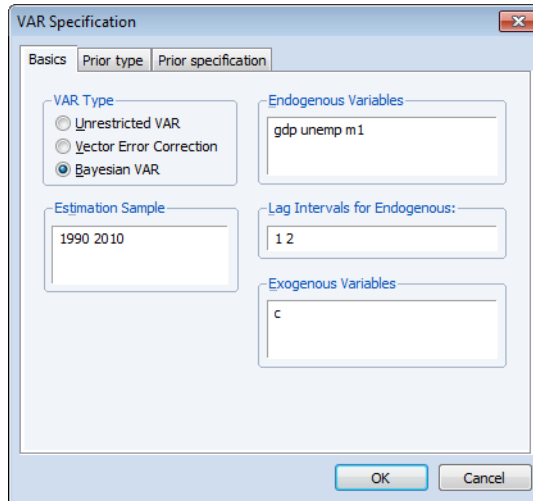 VAR Specification
Basics
Prior type
Prior specification
VAR Type
Unrestricted VAR
Vector Error Correction
Bayesian VAR
Estimation Sample
1990 2010
Endogenous Variables
gdp unemp m1
Lag Intervals for Endogenous:
1 2
Exogenous Variables
c
OK
Cancel